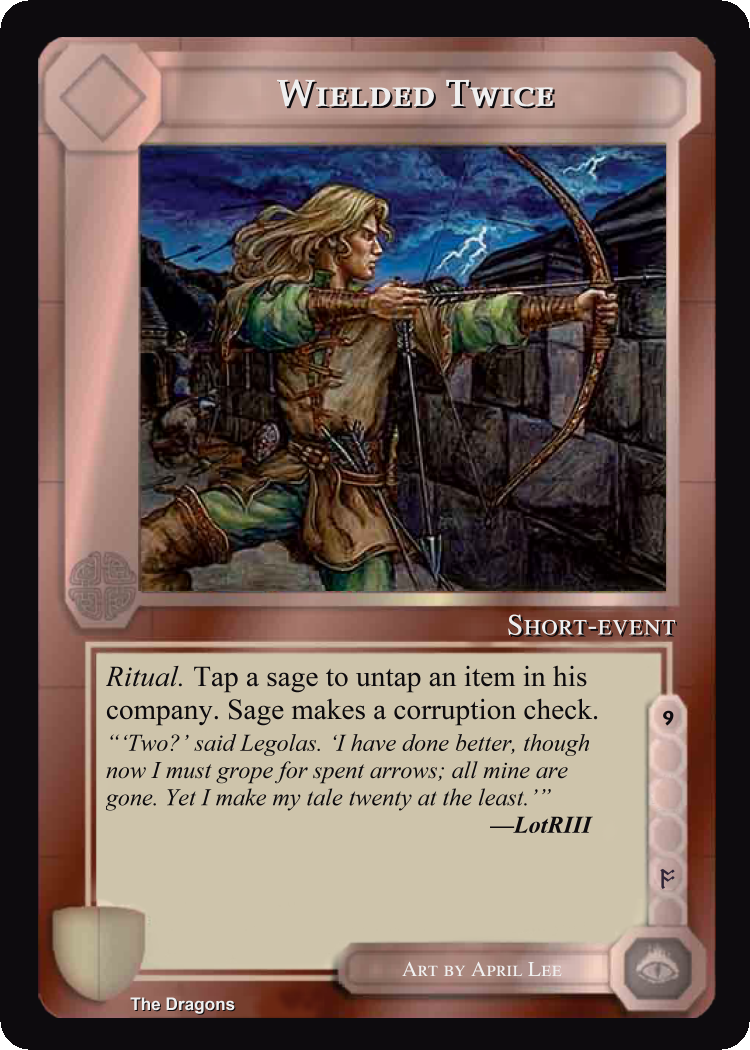 Wielded Twice
Short-event
Ritual. Tap a sage to untap an item in his
company. Sage makes a corruption check.
“‘Two?’ said Legolas. ‘I have done better, though
now I must grope for spent arrows; all mine are
gone. Yet I make my tale twenty at the least.’”
—LotRIII
9
ᚩ
Art by April Lee
The Dragons